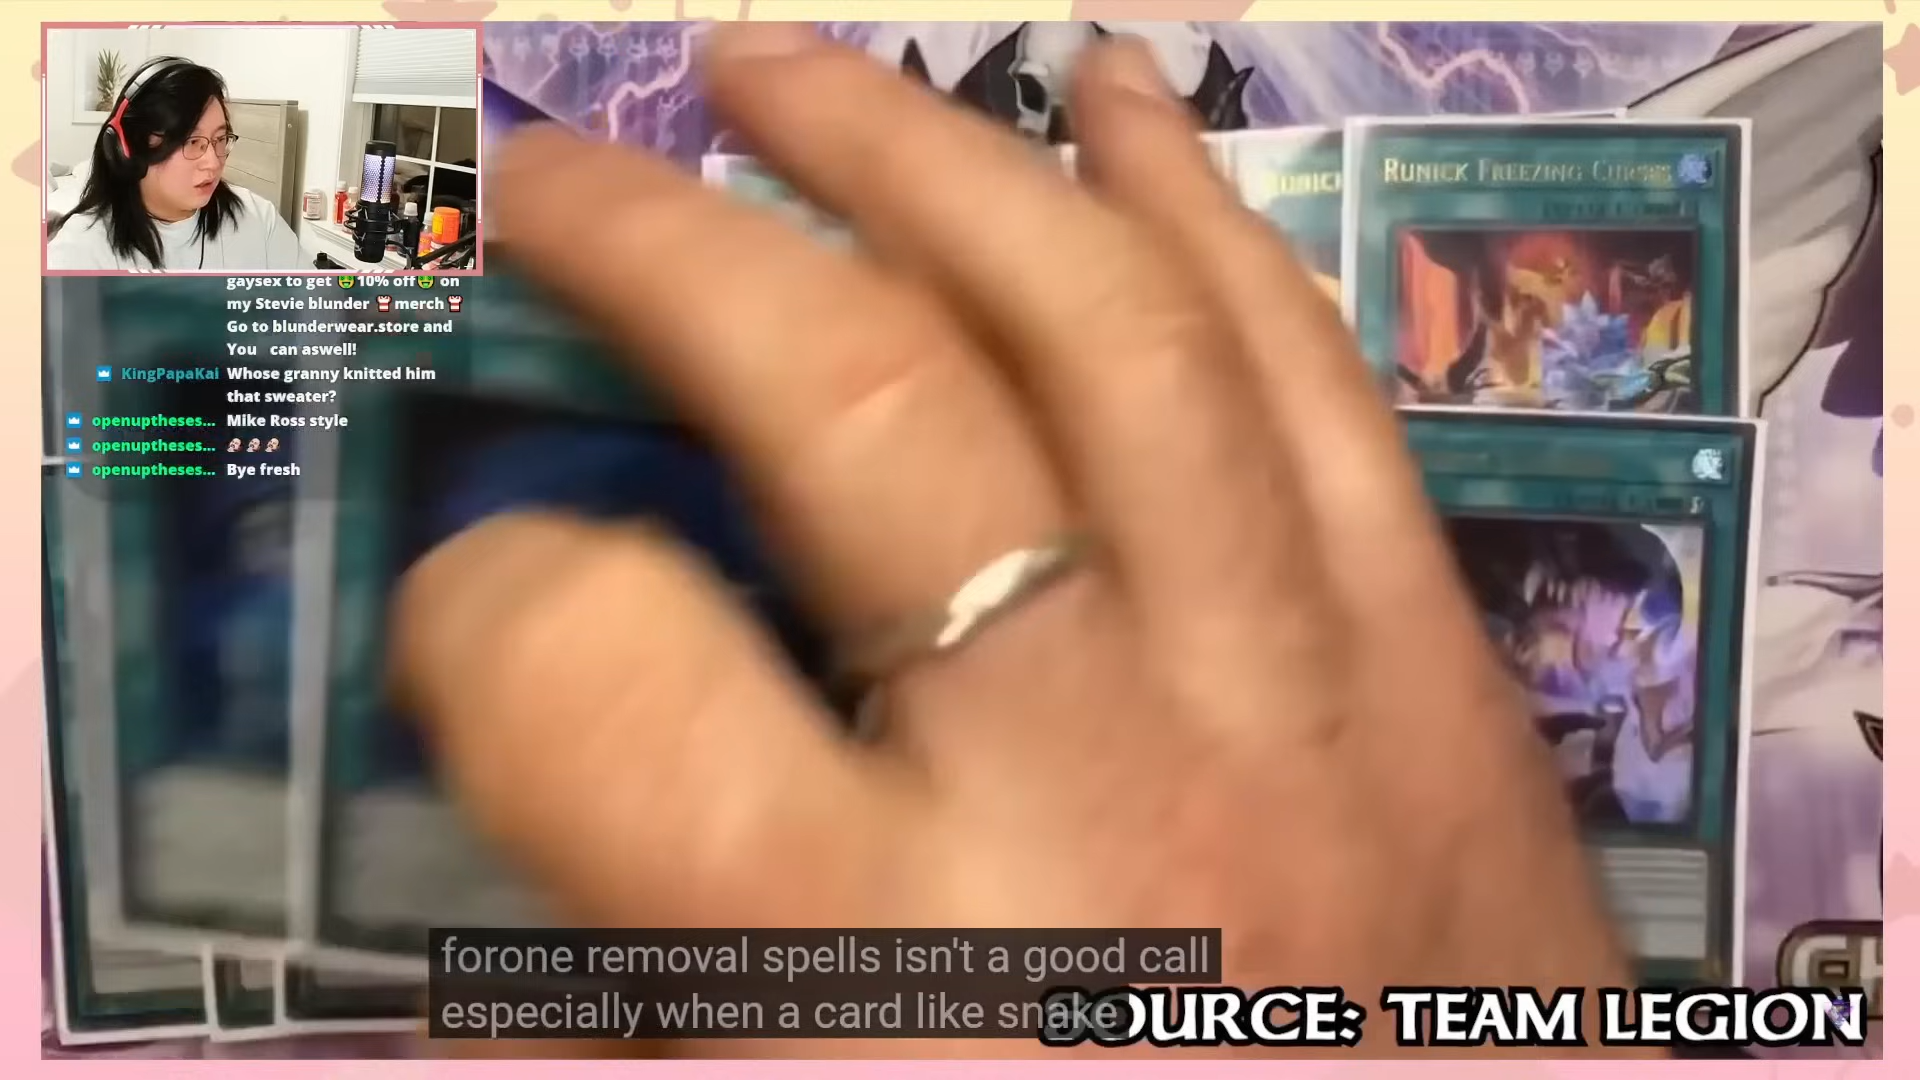 RUNICK
RUNICK FREEZING CURSES
gaysex to get 🤑10% off🤑 on
my Stevie blunder merch
Go to blunderwear.store and
You can aswell!
KingPapaKai Whose granny knitted him
that sweater?
openuptheses... Mike Ross style
openuptheses...
openuptheses... Bye fresh
forone removal spells isn't a good call
especially when a card like snake
SOURCE: TEAM LEGION